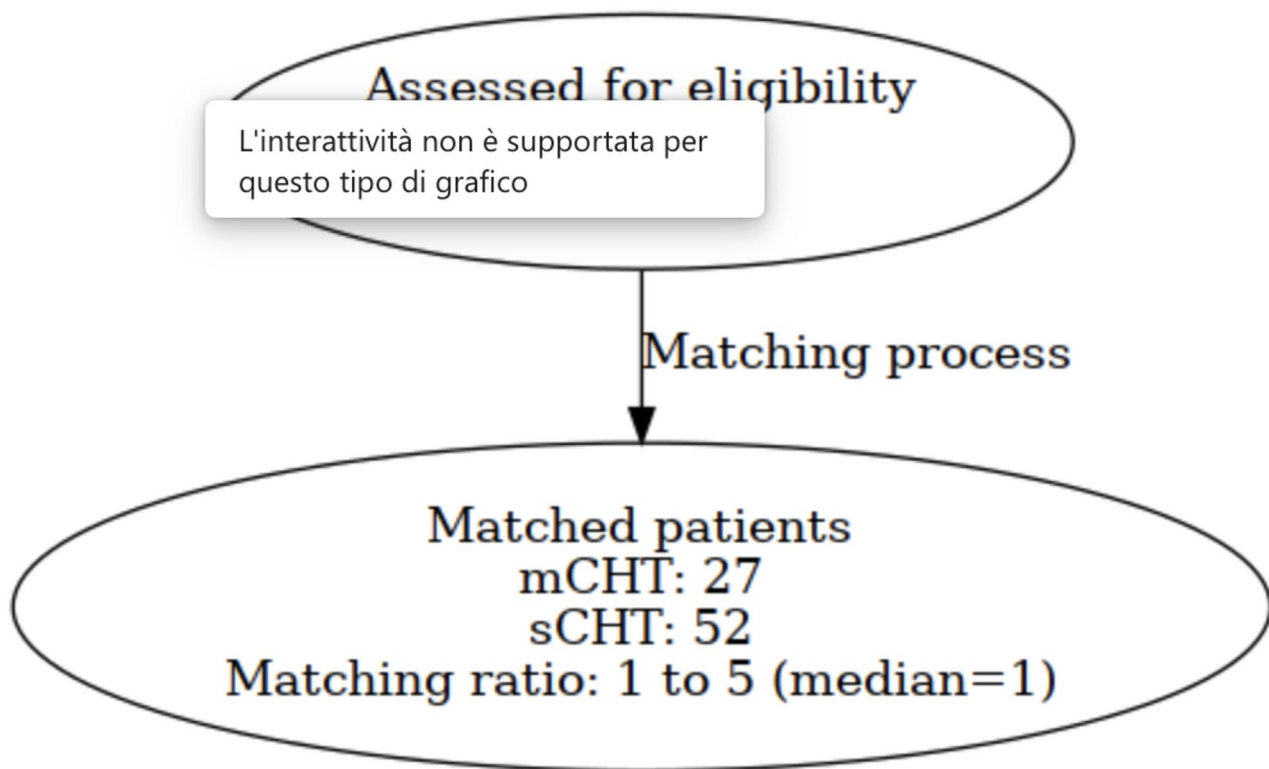 Assessed for eligibility
L'interattività non è supportata per
questo tipo di grafico
Matching process
Matched patients
mCHT: 27
sCHT: 52
Matching ratio: 1 to 5 (median=1)